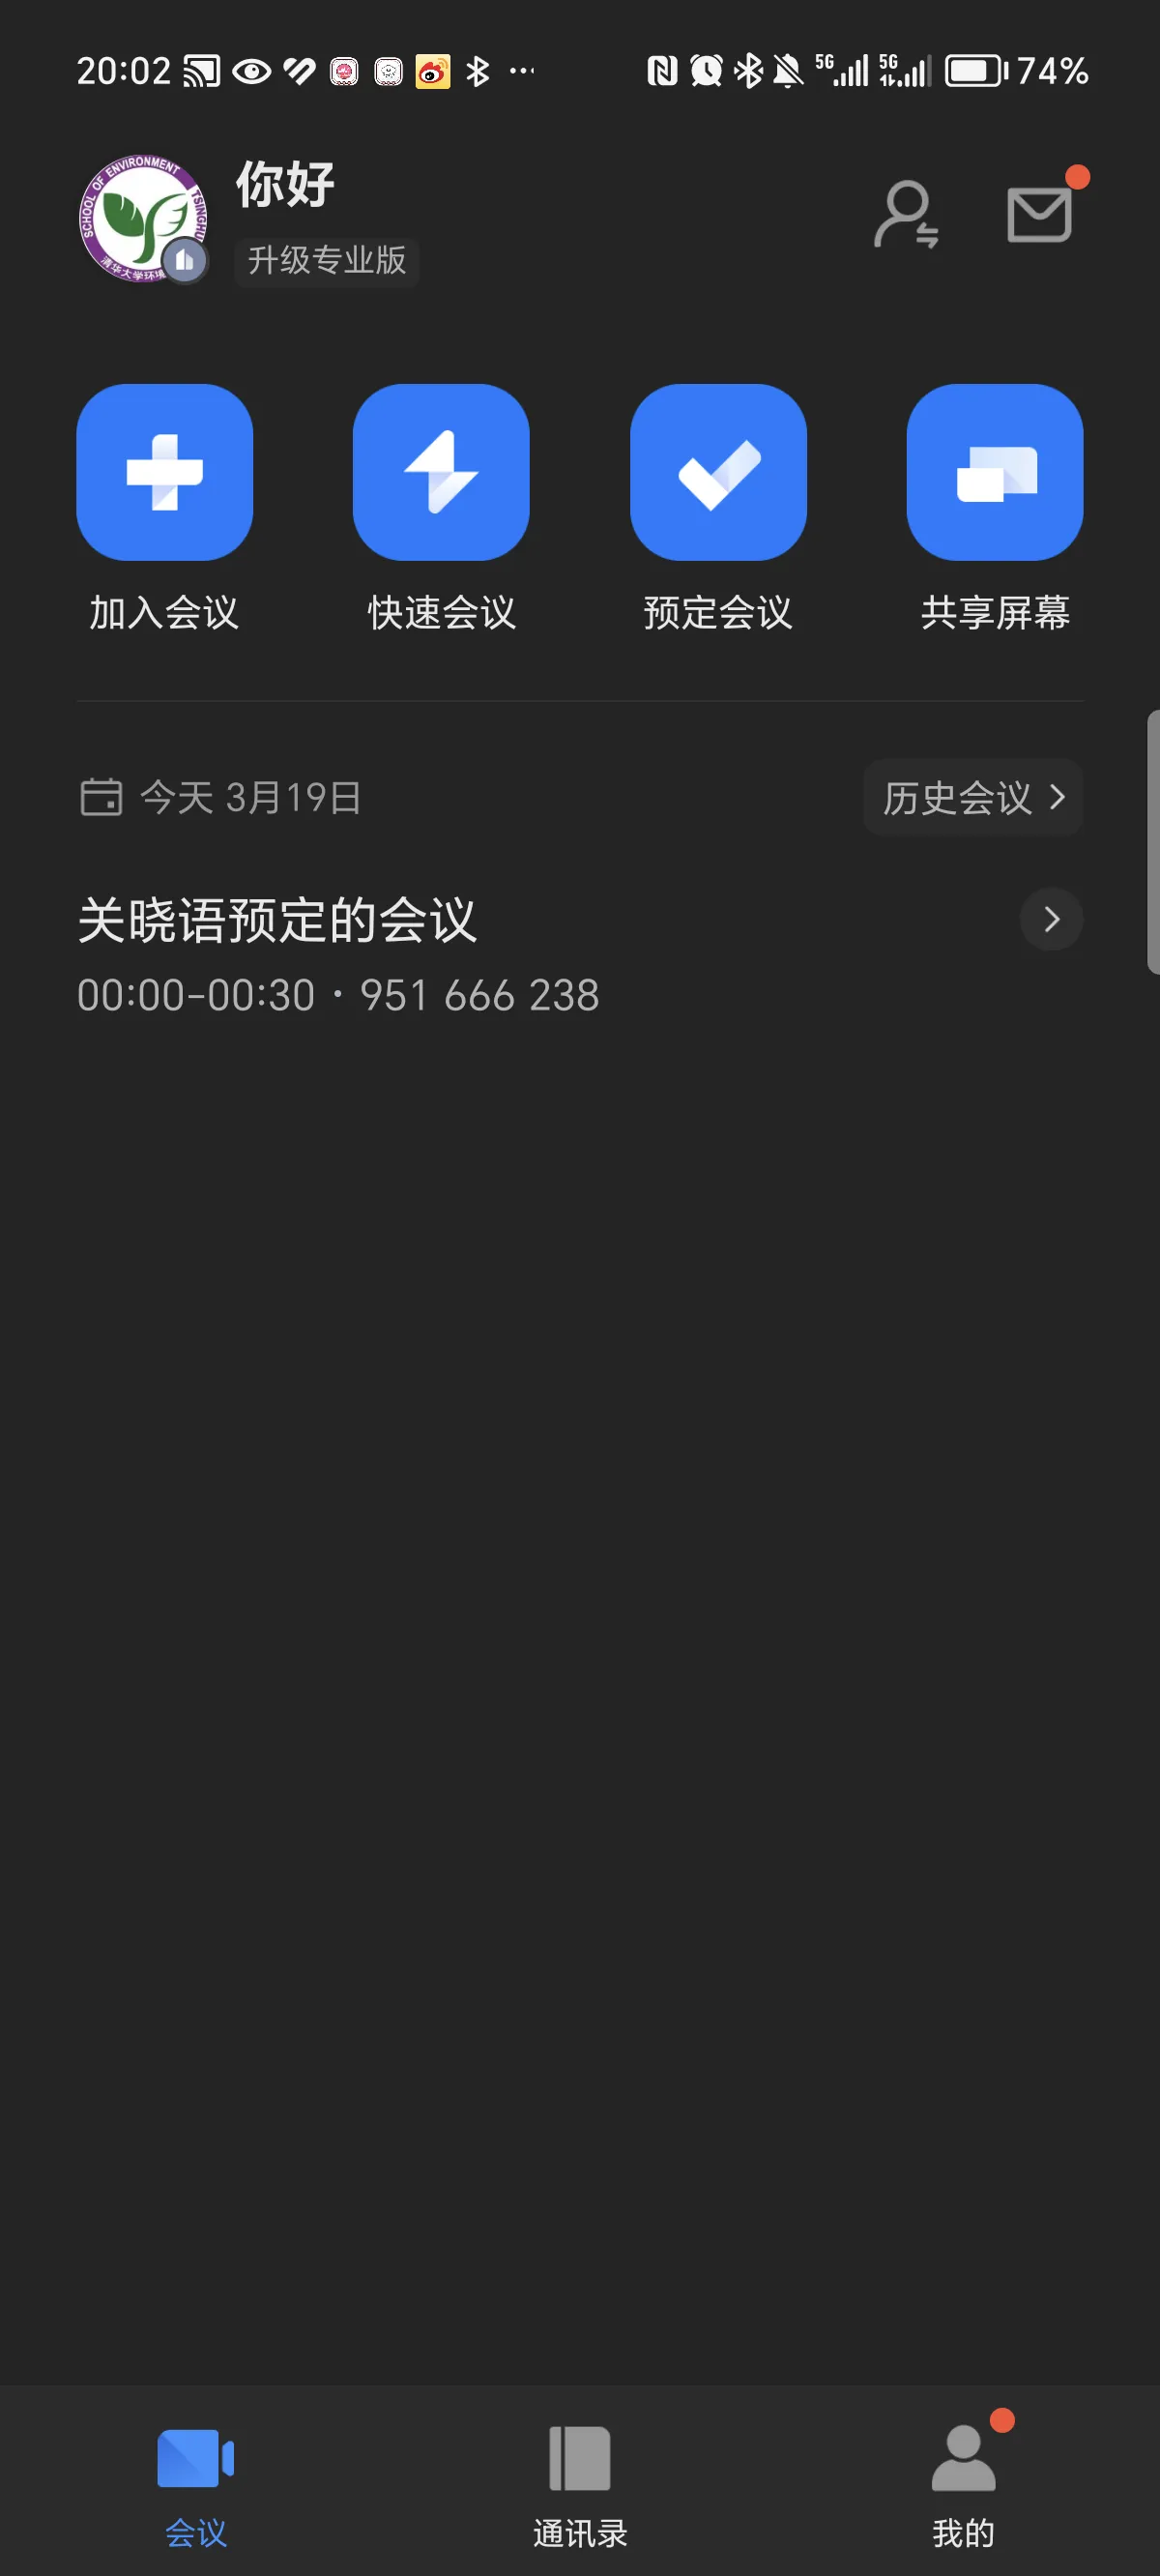 20:02
5G
5G
74%
SCHOOL OF ENVIRONMENT
清华大学环境
你好
升级专业版
加入会议
快速会议
预定会议
共享屏幕
今天 3月19日
历史会议
关晓语预定的会议
00:00-00:30 · 951 666 238
会议
通讯录
我的